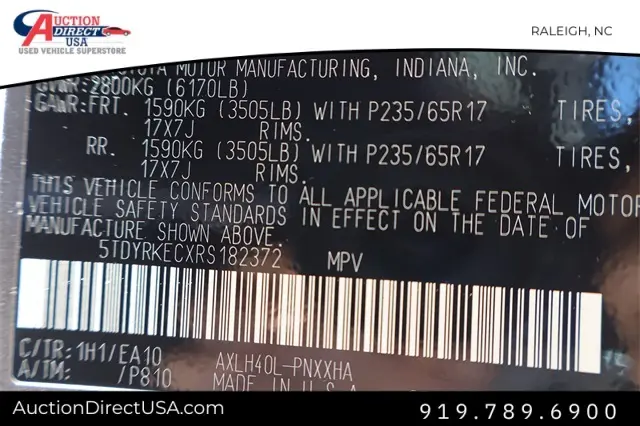 AUCTION
DIRECT
USA
USED VEHICLE SUPERSTORE
RALEIGH, NC
TOYOTA MOTOR MANUFACTURING, INDIANA, INC.
GVWR: 2800KG (6170LB)
GAWR: FRT. 1590KG (3505LB) WITH P235/65R17 TIRES,
17X7J RIMS.
RR. 1590KG (3505LB) WITH P235/65R17 TIRES,
17X7J RIMS.
THIS VEHICLE CONFORMS TO ALL APPLICABLE FEDERAL MOTOR
VEHICLE SAFETY STANDARDS IN EFFECT ON THE DATE OF
MANUFACTURE SHOWN ABOVE.
5TDYRKECXRS182372 MPV
C/TR: 1H1/EA10 AXLH40L-PNXXHA
A/TM: /P810 MADE IN U.S.A.
AuctionDirectUSA.com
919.789.6900